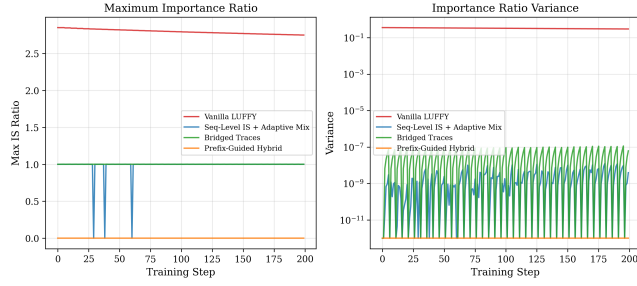 Maximum Importance Ratio
Max IS Ratio
2.5
2.0
1.5
1.0
0.5
0.0
Vanilla LUFFY
Seq-Level IS + Adaptive Mix
Bridged Traces
Prefix-Guided Hybrid
0 25 50 75 100 125 150 175 200
Training Step
Importance Ratio Variance
Variance
10⁻¹
10⁻³
10⁻⁵
10⁻⁷
10⁻⁹
10⁻¹¹
Vanilla LUFFY
Seq-Level IS + Adaptive Mix
Bridged Traces
Prefix-Guided Hybrid
0 25 50 75 100 125 150 175 200
Training Step